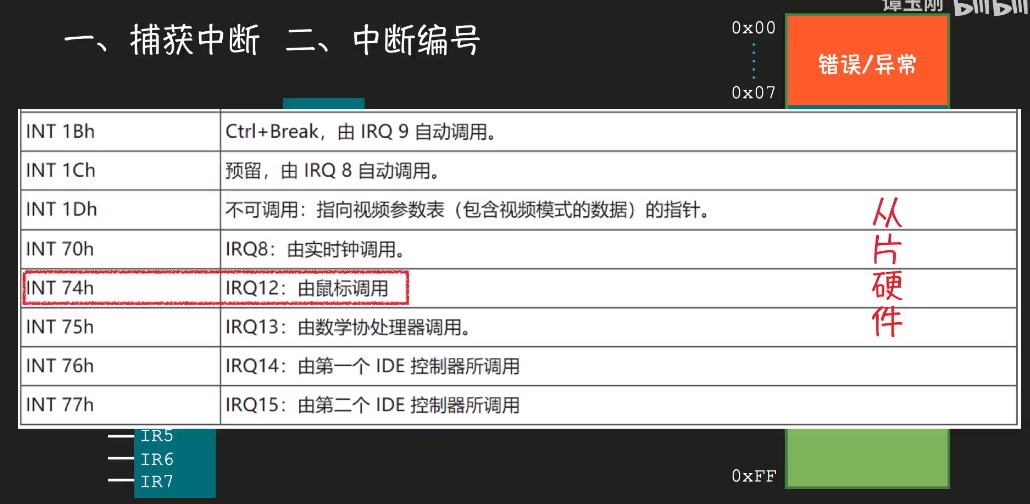 谭玉刚 bilibili
一、捕获中断 二、中断编号
0x00
错误/异常
0x07
INT 1Bh Ctrl+Break，由 IRQ 9 自动调用。
INT 1Ch 预留，由 IRQ 8 自动调用。
INT 1Dh 不可调用：指向视频参数表（包含视频模式的数据）的指针。
INT 70h IRQ8：由实时钟调用。
INT 74h IRQ12：由鼠标调用
INT 75h IRQ13：由数学协处理器调用。
INT 76h IRQ14：由第一个 IDE 控制器所调用
INT 77h IRQ15：由第二个 IDE 控制器所调用
从片硬件
IR5
IR6
IR7
0xFF